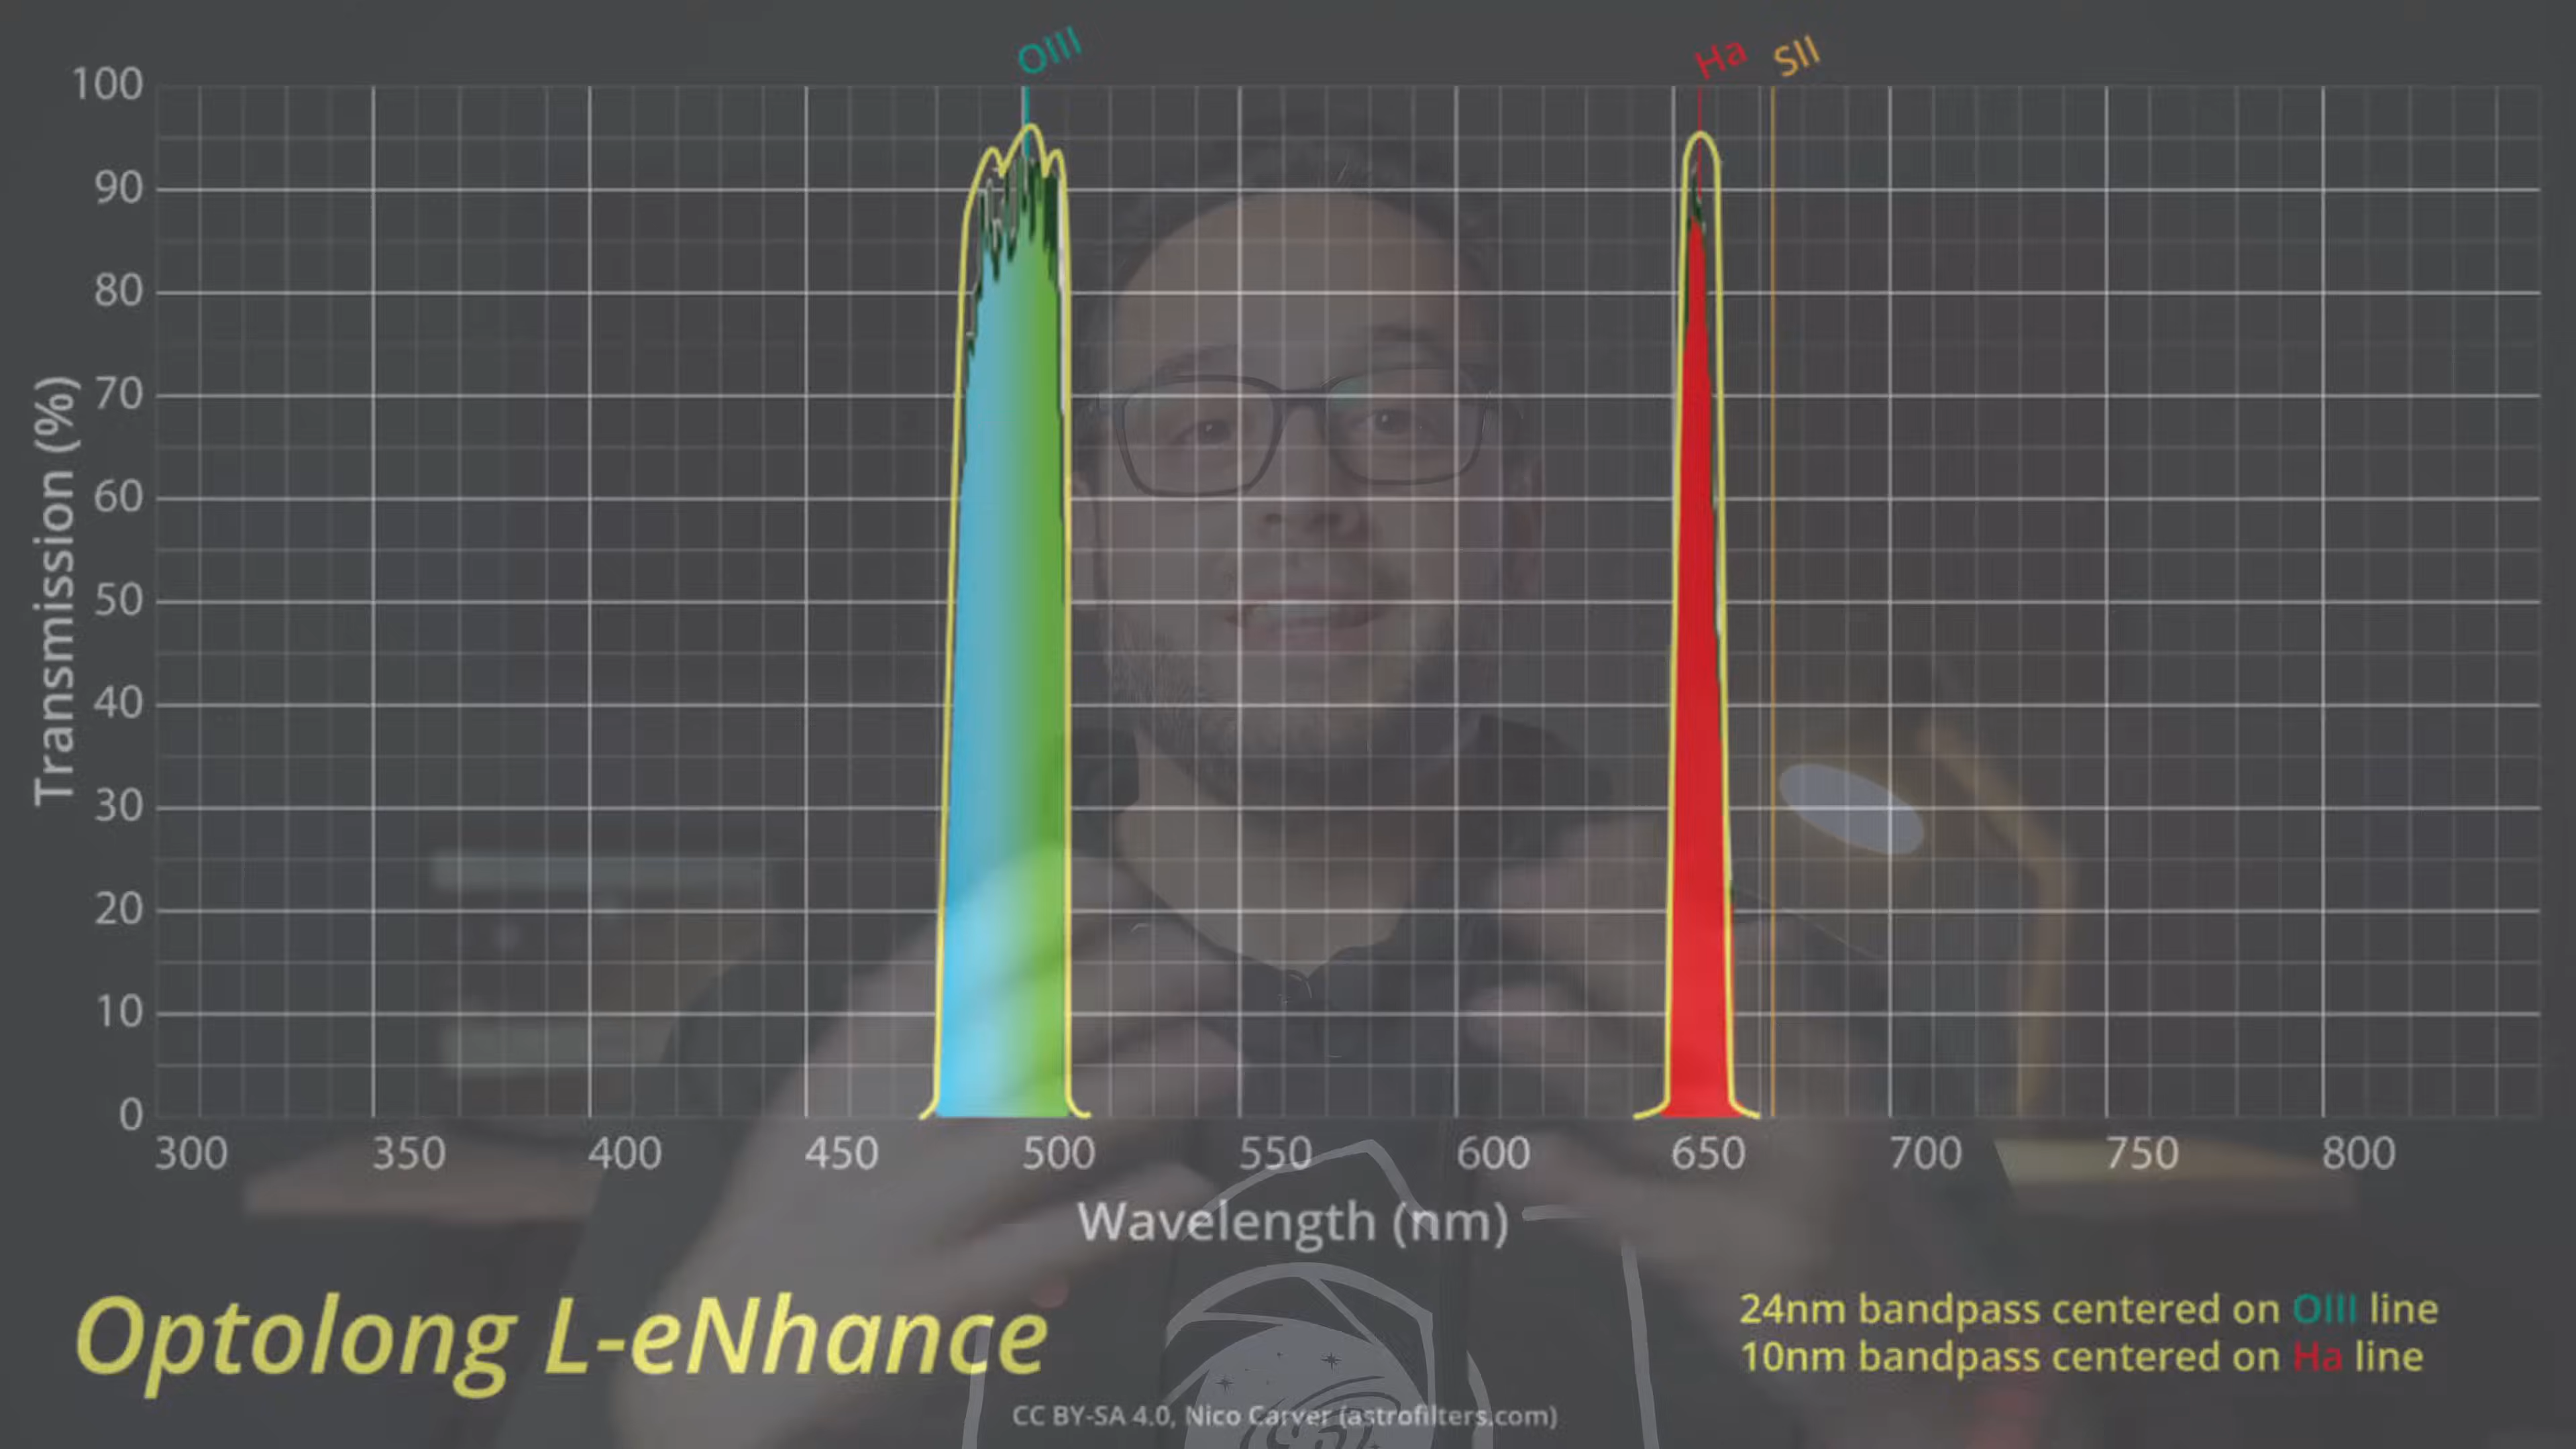 OIII
Ha SII
100
90
80
70
60
50
40
30
20
10
0
Transmission (%)
300 350 400 450 500 550 600 650 700 750 800
Wavelength (nm)
Optolong L-eNhance
24nm bandpass centered on OIII line
10nm bandpass centered on Ha line
CC BY-SA 4.0, Nico Carver (astrofilters.com)